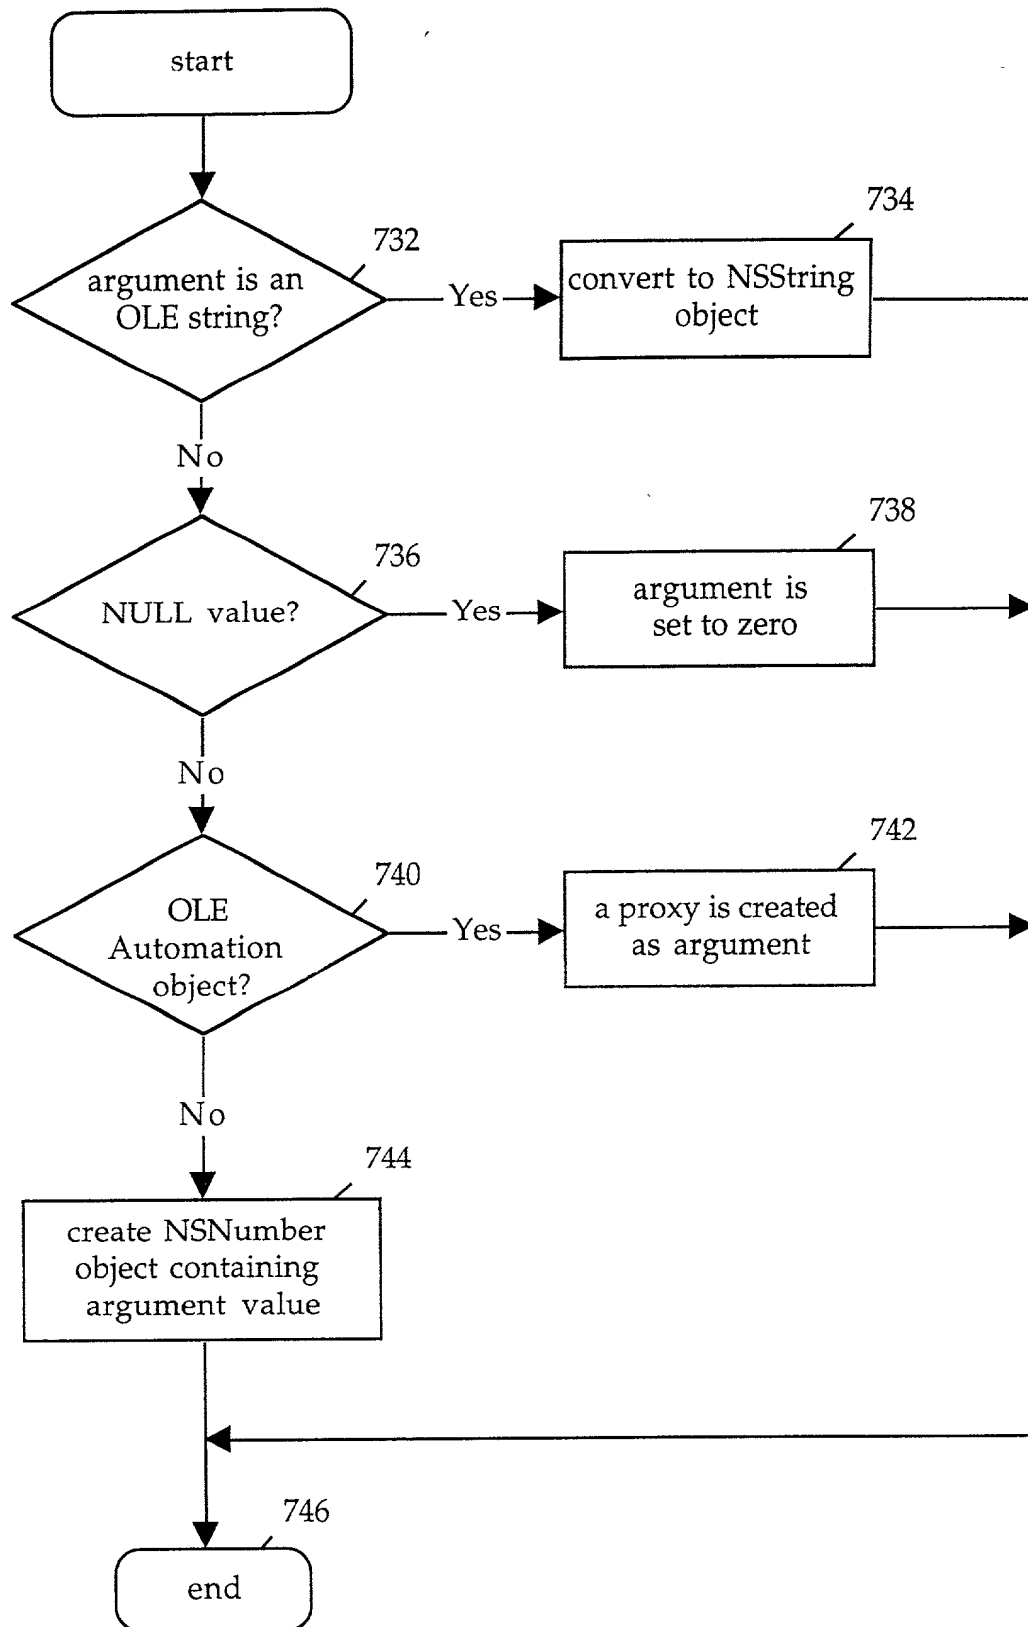 start
732
argument is an
OLE string?
Yes
734
convert to NSString
object
No
736
NULL value?
Yes
738
argument is
set to zero
No
740
OLE
Automation
object?
Yes
742
a proxy is created
as argument
No
744
create NSNumber
object containing
argument value
746
end